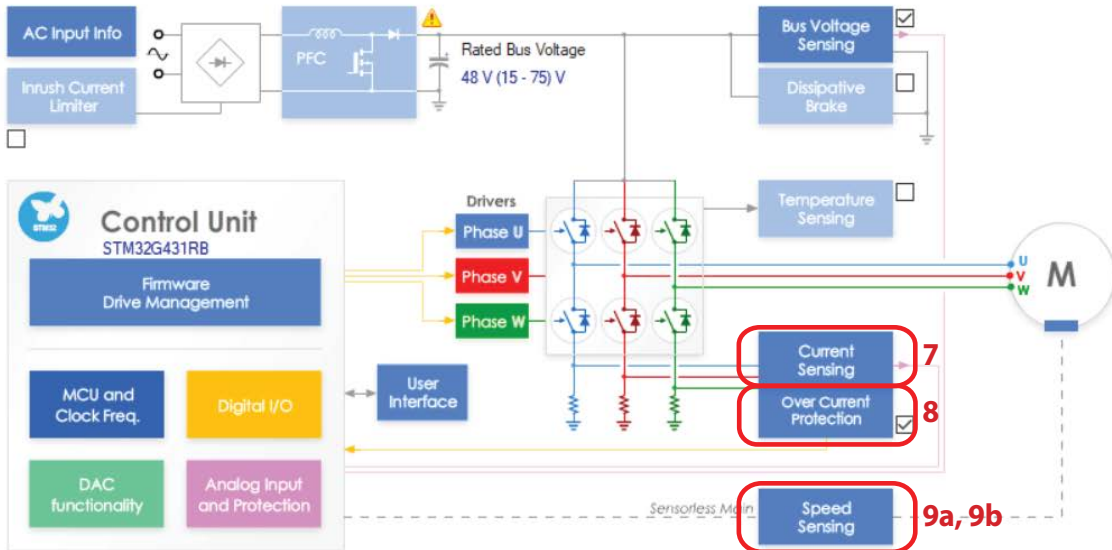 AC Input Info
Inrush Current
Limiter
PFC
Rated Bus Voltage
48 V (15 - 75) V
Bus Voltage
Sensing
Dissipative
Brake
Temperature
Sensing
STM32
Control Unit
STM32G431RB
Firmware
Drive Management
MCU and
Clock Freq.
Digital I/O
DAC
functionality
Analog Input
and Protection
User
Interface
Drivers
Phase U
Phase V
Phase W
U
V
W
M
Current
Sensing
7
Over Current
Protection
8
Sensorless Main
Speed
Sensing
9a, 9b